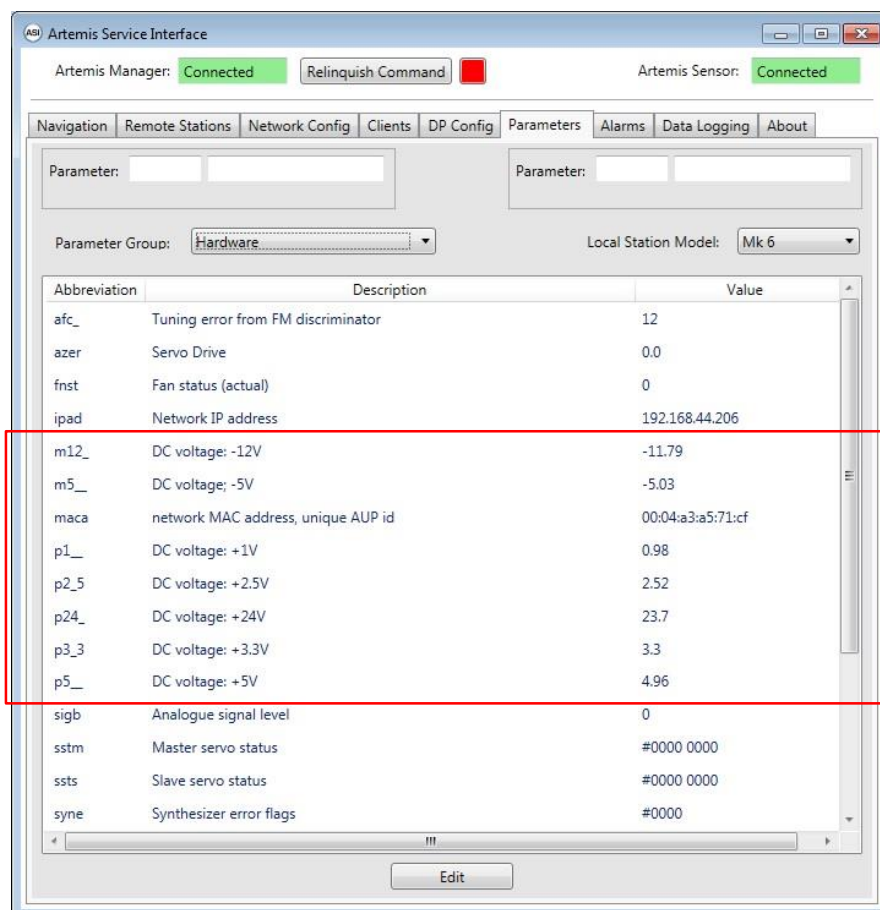 ASI Artemis Service Interface
Artemis Manager: Connected Relinquish Command Artemis Sensor: Connected
Navigation Remote Stations Network Config Clients DP Config Parameters Alarms Data Logging About
Parameter: Parameter:
Parameter Group: Hardware Local Station Model: Mk 6
Abbreviation Description Value
afc_ Tuning error from FM discriminator 12
azer Servo Drive 0.0
fnst Fan status (actual) 0
ipad Network IP address 192.168.44.206
m12_ DC voltage: -12V -11.79
m5__ DC voltage; -5V -5.03
maca network MAC address, unique AUP id 00:04:a3:a5:71:cf
p1__ DC voltage: +1V 0.98
p2_5 DC voltage: +2.5V 2.52
p24_ DC voltage: +24V 23.7
p3_3 DC voltage: +3.3V 3.3
p5__ DC voltage: +5V 4.96
sigb Analogue signal level 0
sstm Master servo status #0000 0000
ssts Slave servo status #0000 0000
syne Synthesizer error flags #0000
Edit